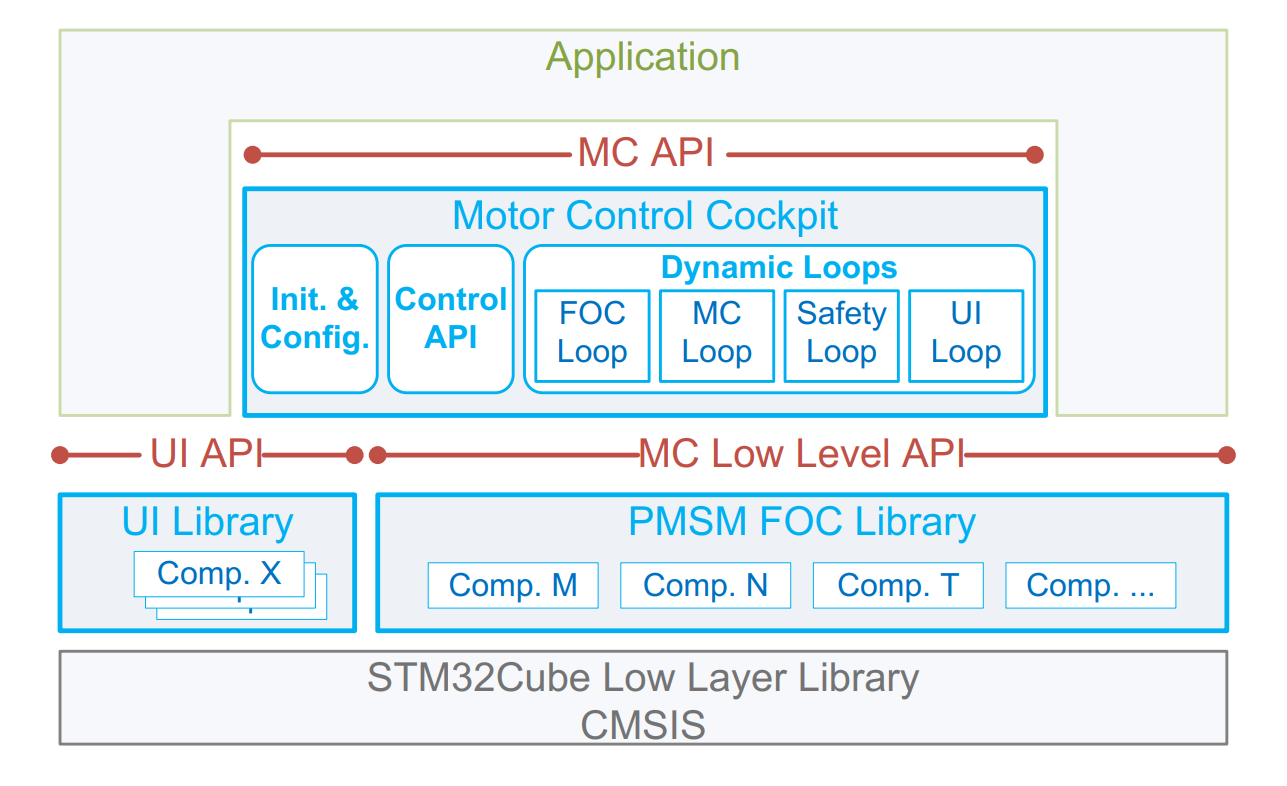 Application
MC API
Motor Control Cockpit
Init. &
Config.
Control
API
Dynamic Loops
FOC
Loop
MC
Loop
Safety
Loop
UI
Loop
UI API
MC Low Level API
UI Library
Comp. X
PMSM FOC Library
Comp. M
Comp. N
Comp. T
Comp. ...
STM32Cube Low Layer Library
CMSIS